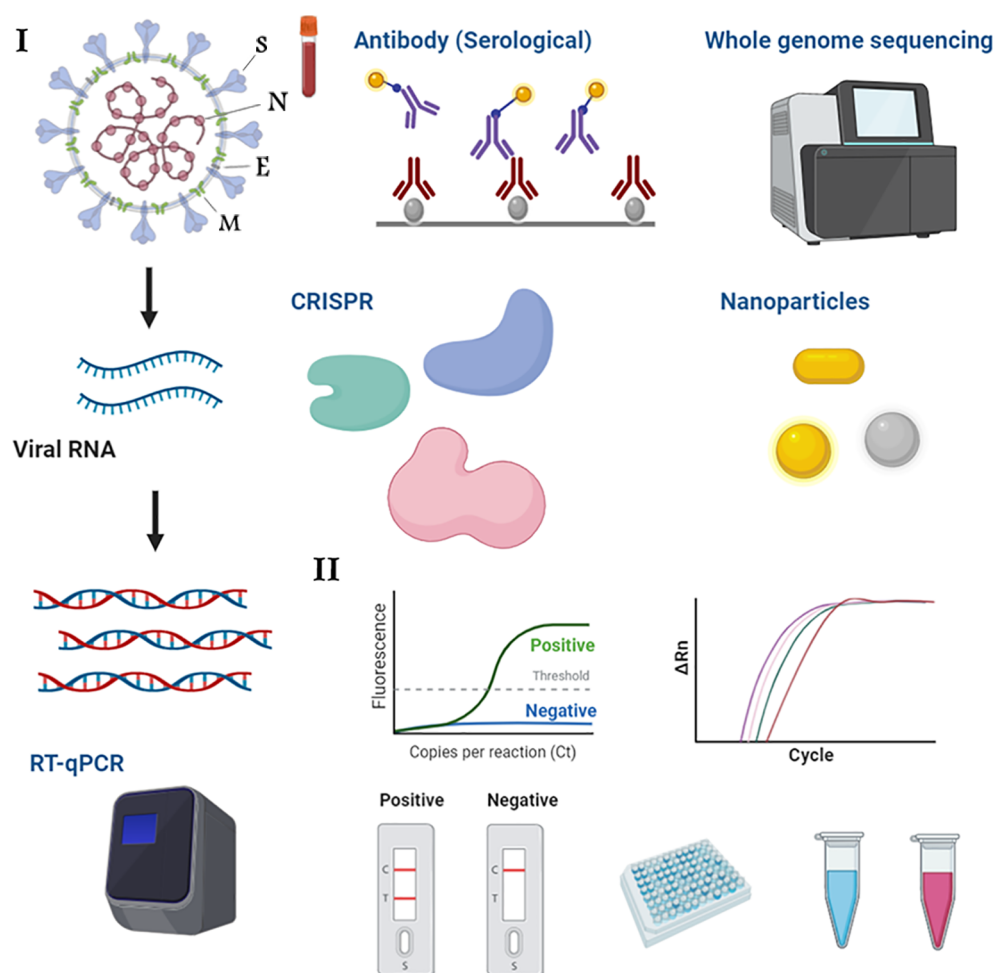 I
S
N
E
M
Antibody (Serological)
Whole genome sequencing
Viral RNA
CRISPR
Nanoparticles
RT-qPCR
II
Fluorescence
Positive
Threshold
Negative
Copies per reaction (Ct)
ΔRn
Cycle
Positive
Negative
C
T
S
C
T
S